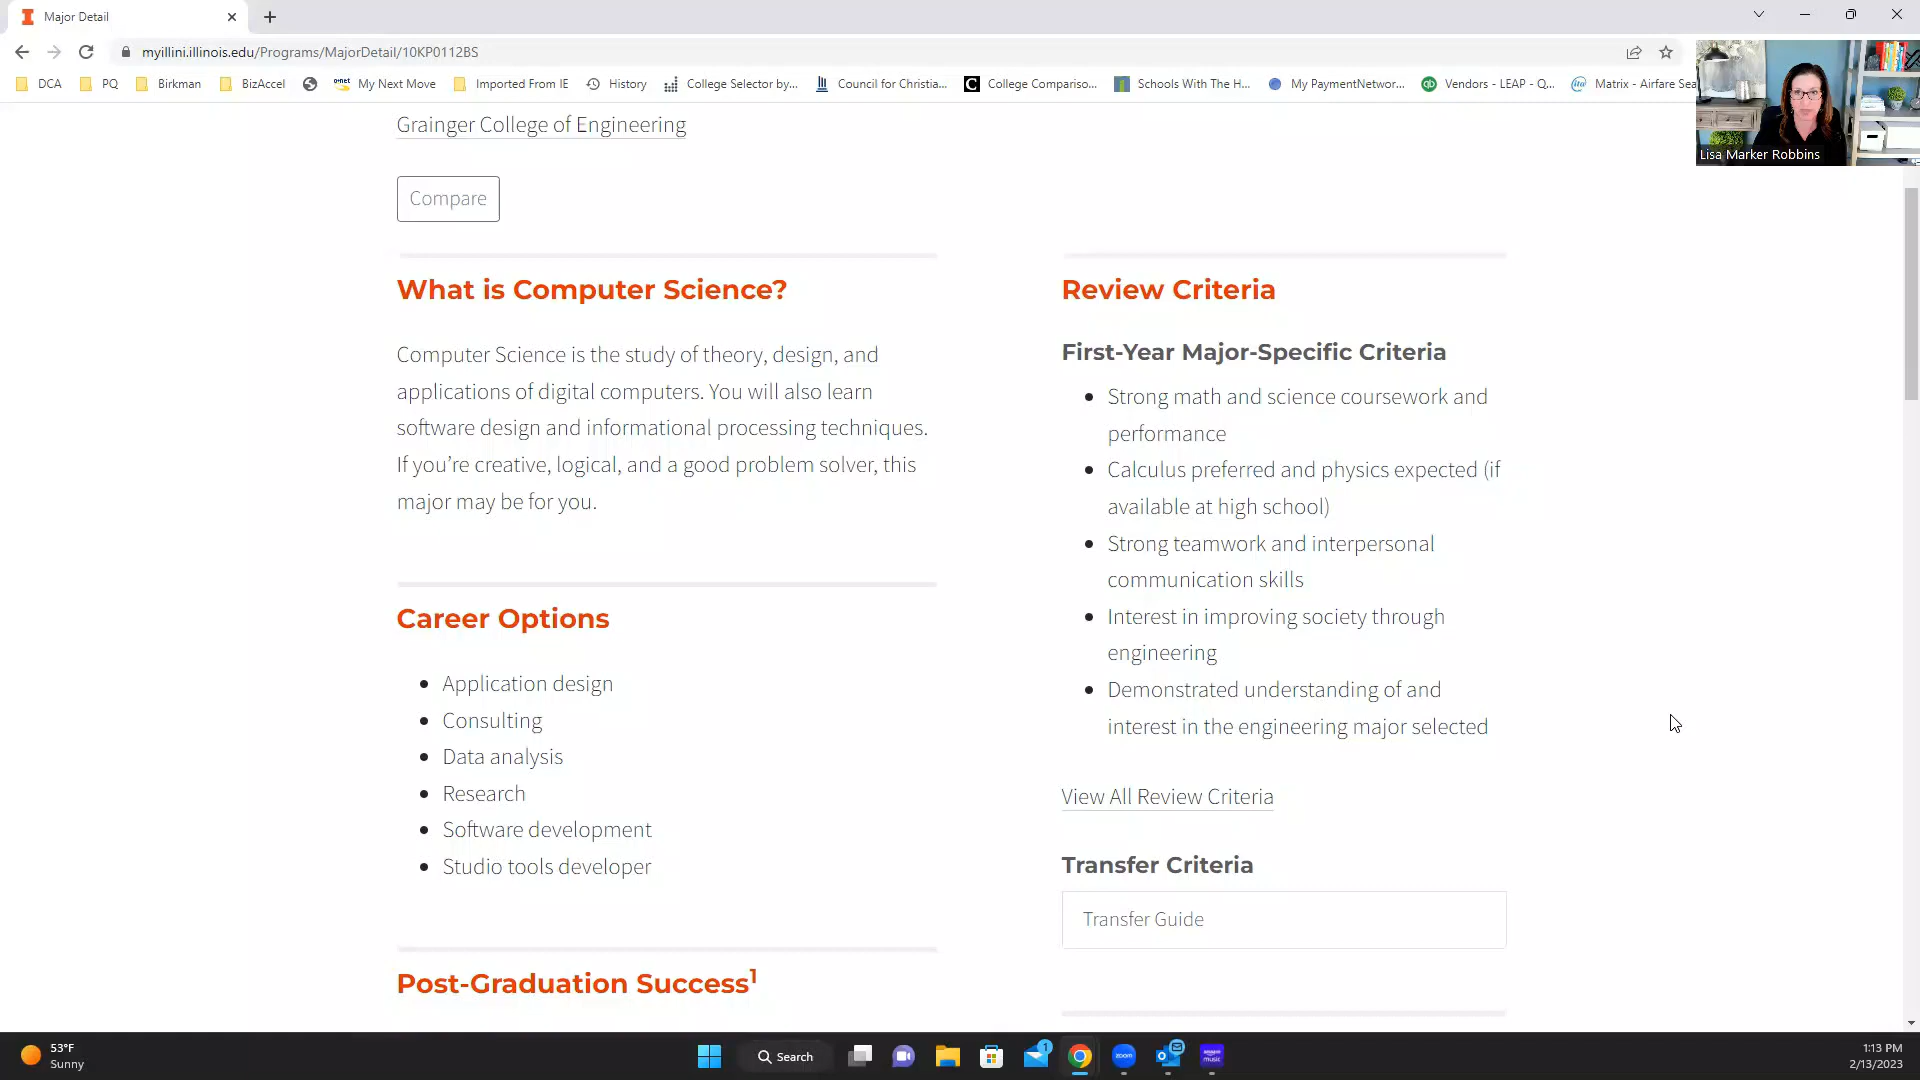 Major Detail
myillini.illinois.edu/Programs/MajorDetail/10KP0112BS
DCA
PQ
Birkman
BizAccel
My Next Move
Imported From IE
History
College Selector by...
Council for Christia...
College Compariso...
Schools With The H...
My PaymentNetwor...
Vendors - LEAP - Q...
Matrix - Airfare Sea
Lisa Marker Robbins
Grainger College of Engineering
Compare
What is Computer Science?
Computer Science is the study of theory, design, and
applications of digital computers. You will also learn
software design and informational processing techniques.
If you’re creative, logical, and a good problem solver, this
major may be for you.
Career Options
Application design
Consulting
Data analysis
Research
Software development
Studio tools developer
Post-Graduation Success1
Review Criteria
First-Year Major-Specific Criteria
Strong math and science coursework and
performance
Calculus preferred and physics expected (if
available at high school)
Strong teamwork and interpersonal
communication skills
Interest in improving society through
engineering
Demonstrated understanding of and
interest in the engineering major selected
View All Review Criteria
Transfer Criteria
Transfer Guide
53°F
Sunny
Search
1
zoom
1:13 PM
2/13/2023